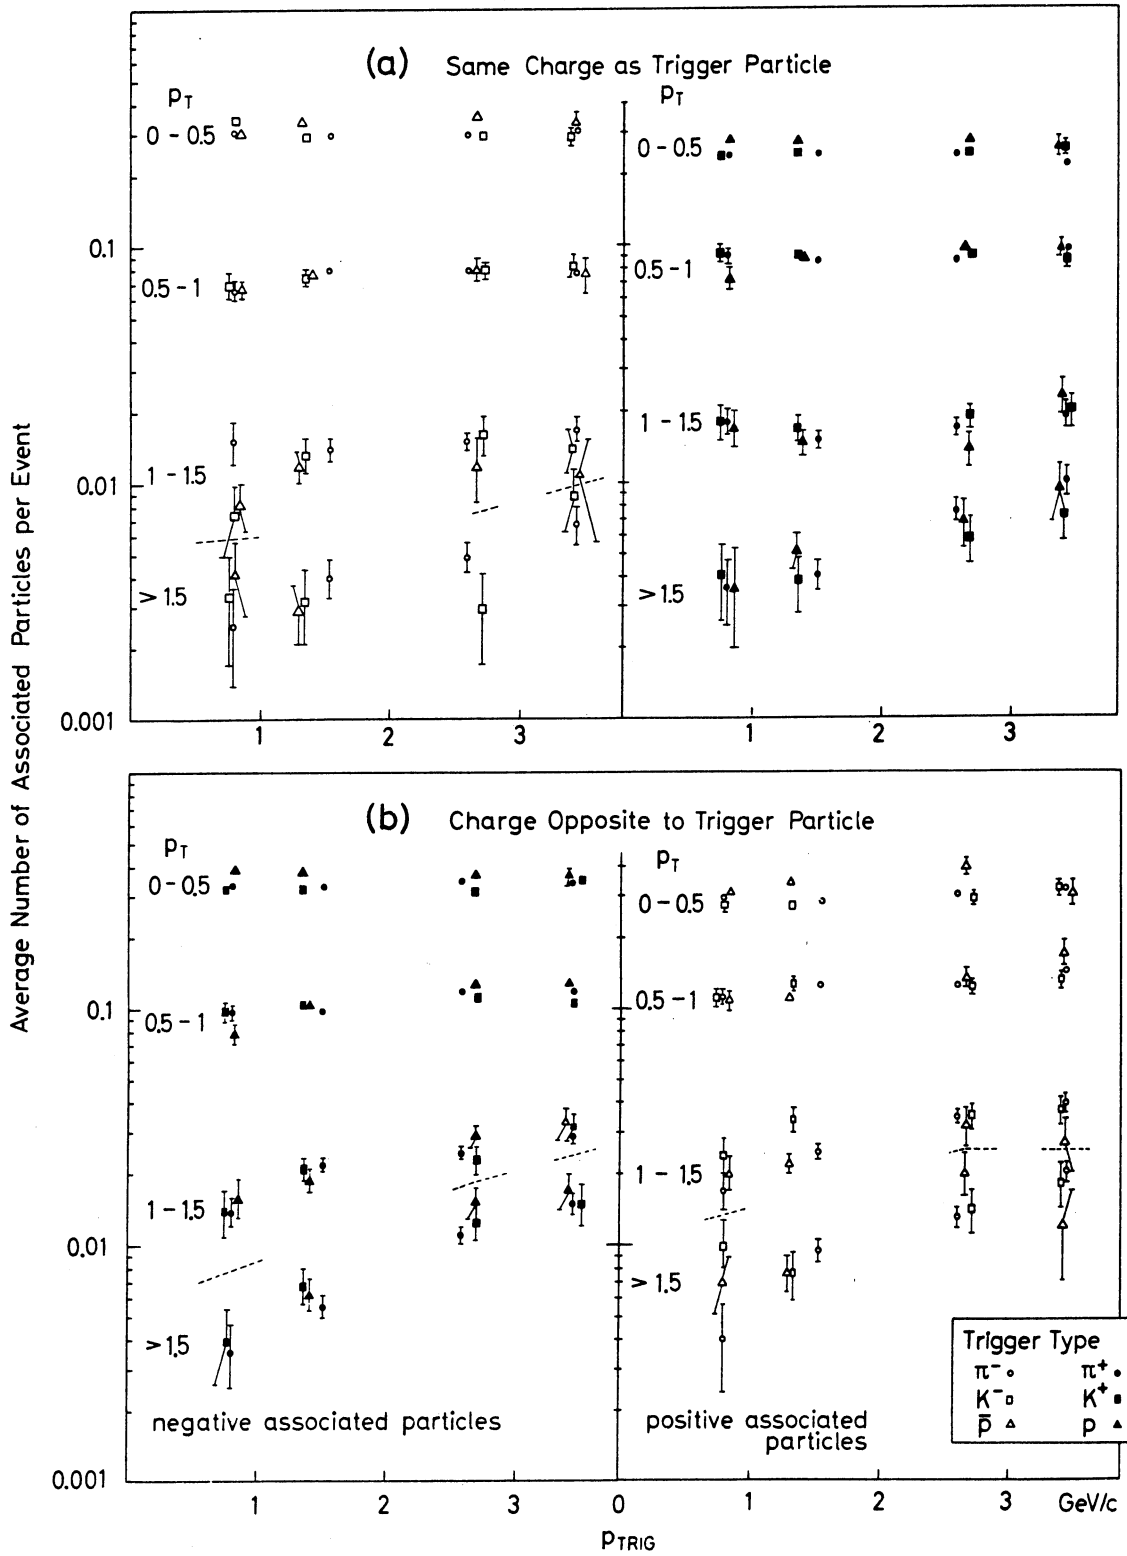 (a) Same Charge as Trigger Particle
p_T
0 – 0.5
0.1
0.5 – 1
1 – 1.5
0.01
> 1.5
0.001
1 2 3
p_T
0 – 0.5
0.5 – 1
1 – 1.5
> 1.5
1 2 3
Average Number of Associated Particles per Event
(b) Charge Opposite to Trigger Particle
p_T
0 – 0.5
0.1
0.5 – 1
1 – 1.5
0.01
> 1.5
negative associated particles
0.001
1 2 3
p_T
0 – 0.5
0.5 – 1
1 – 1.5
> 1.5
positive associated
particles
Trigger Type
π⁻ π⁺
K⁻ K⁺
p̄ p
0 1 2 3 GeV/c
p_TRIG